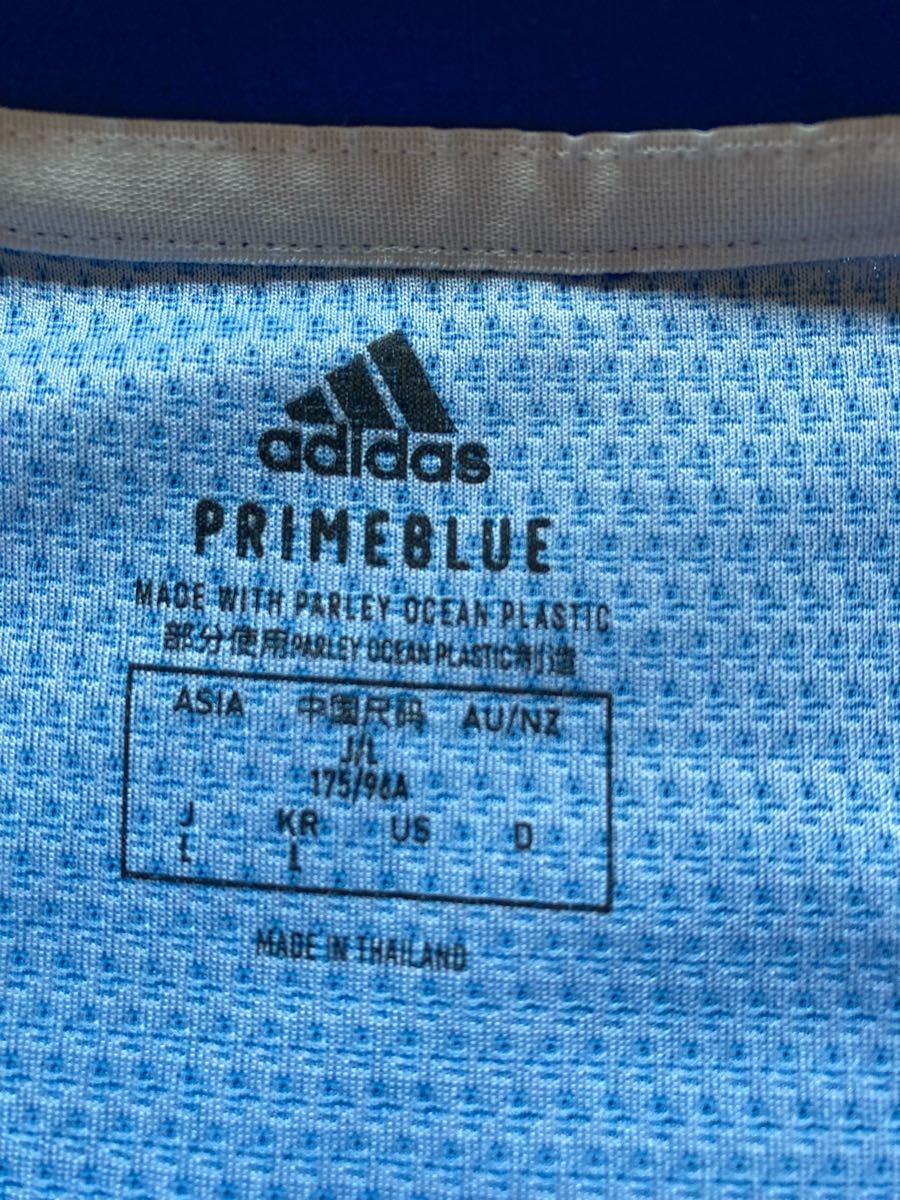 adidas
PRIMEBLUE
MADE WITH PARLEY OCEAN PLASTIC
部分使用PARLEY OCEAN PLASTIC制造
ASIA 中国尺码 AU/NZ
J/L
175/96A
J KR US D
L L
MADE IN THAILAND